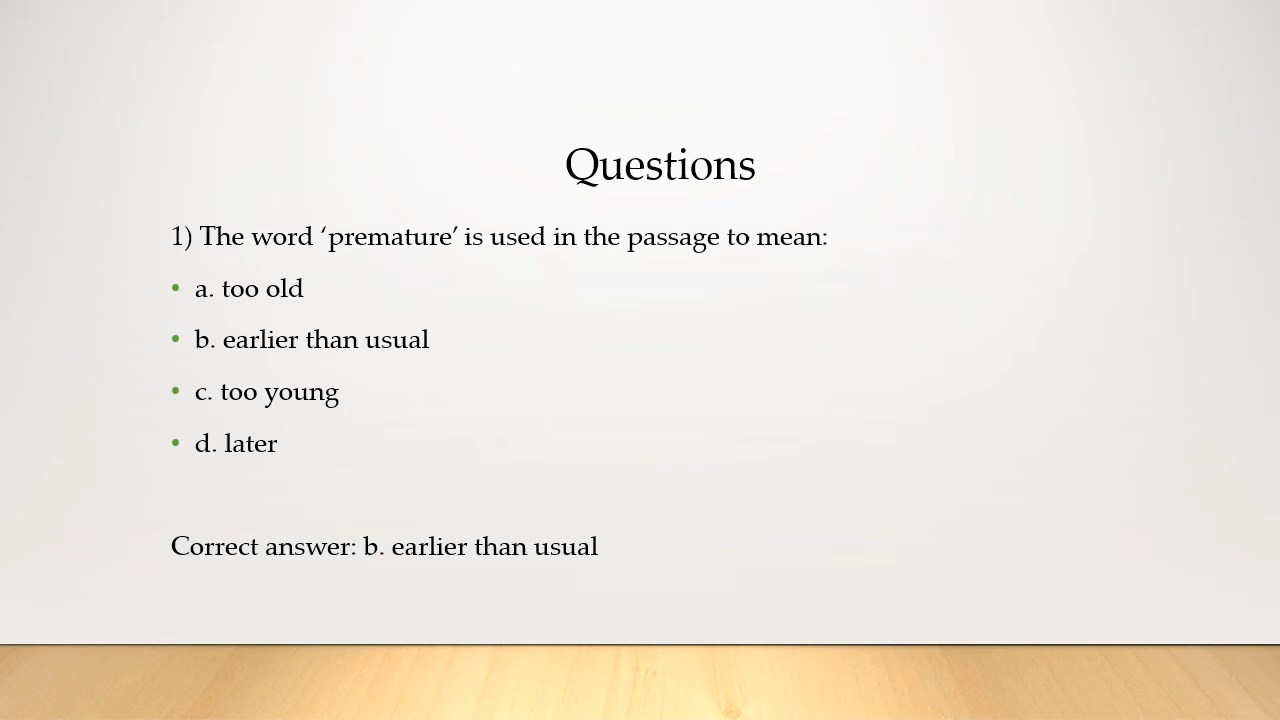 Questions
1) The word ‘premature’ is used in the passage to mean:
• a. too old
• b. earlier than usual
• c. too young
• d. later
Correct answer: b. earlier than usual